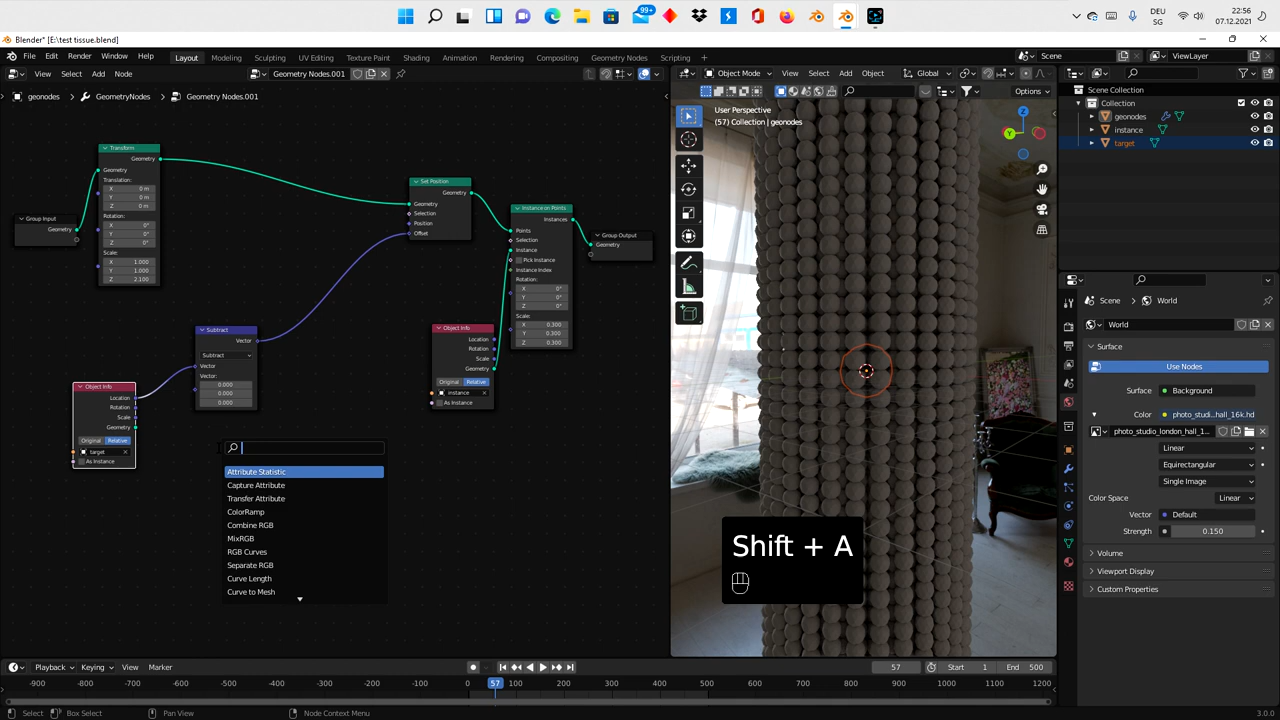 99+
DEU
SG
22:56
07.12.2021
Blender* [E:\test tissue.blend]
File Edit Render Window Help
Layout Modeling Sculpting UV Editing Texture Paint Shading Animation Rendering Compositing Geometry Nodes Scripting +
Scene
ViewLayer
View Select Add Node
Geometry Nodes.001
Object Mode
View Select Add Object
Global
Options
geonodes > GeometryNodes > Geometry Nodes.001
User Perspective
(57) Collection | geonodes
Z
Y
Scene Collection
Collection
geonodes
instance
target
Transform
Geometry
Geometry
Translation:
X 0 m
Y 0 m
Z 0 m
Rotation:
X 0°
Y 0°
Z 0°
Scale:
X 1.000
Y 1.000
Z 2.100
Group Input
Geometry
Set Position
Geometry
Geometry
Selection
Position
Offset
Instance on Points
Instances
Points
Selection
Instance
Pick Instance
Instance Index
Rotation:
X 0°
Y 0°
Z 0°
Scale:
X 0.300
Y 0.300
Z 0.300
Group Output
Geometry
Subtract
Vector
Subtract
Vector
Vector:
0.000
0.000
0.000
Object Info
Location
Rotation
Scale
Geometry
Original Relative
instance
As Instance
Object Info
Location
Rotation
Scale
Geometry
Original Relative
target
As Instance
Attribute Statistic
Capture Attribute
Transfer Attribute
ColorRamp
Combine RGB
MixRGB
RGB Curves
Separate RGB
Curve Length
Curve to Mesh
Shift + A
Scene > World
World
Surface
Use Nodes
Surface Background
Color photo_studi...hall_16k.hd
photo_studio_london_hall_1...
Linear
Equirectangular
Single Image
Color Space Linear
Vector Default
Strength 0.150
Volume
Viewport Display
Custom Properties
Playback Keying View Marker
57
Start 1
End 500
-900 -800 -700 -600 -500 -400 -300 -200 -100 0 57 100 200 300 400 500 600 700 800 900 1000 1100 1200
Select Box Select Pan View Node Context Menu
3.0.0